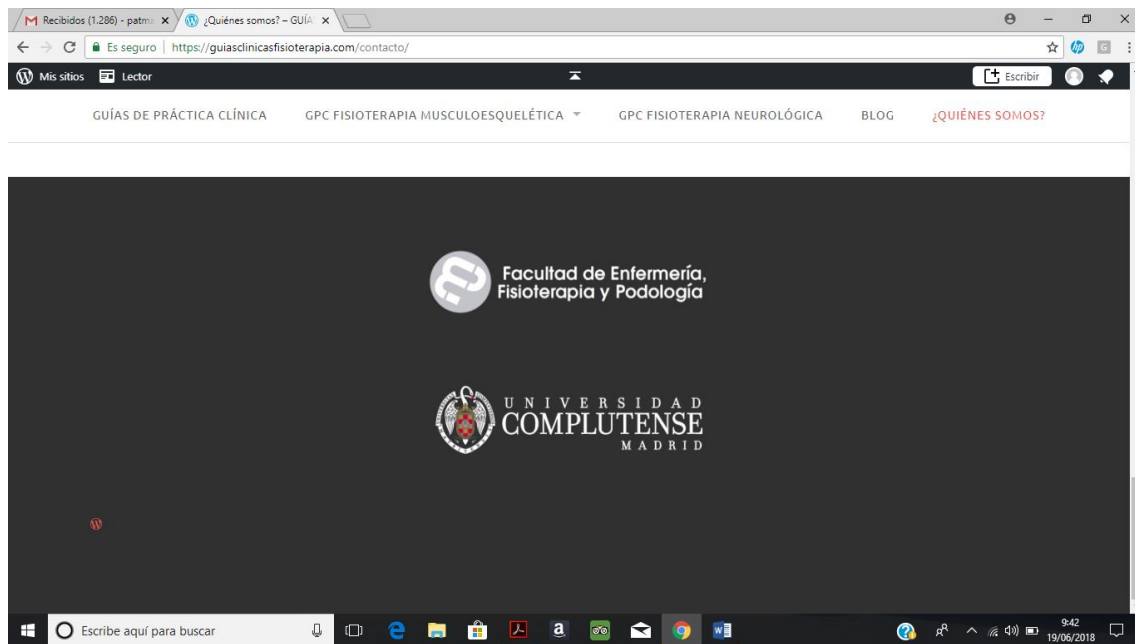 Recibidos (1.286) - patma
¿Quiénes somos? – GUÍA
Es seguro | https://guiasclinicasfisioterapia.com/contacto/
Mis sitios Lector Escribir
GUÍAS DE PRÁCTICA CLÍNICA GPC FISIOTERAPIA MUSCULOESQUELÉTICA GPC FISIOTERAPIA NEUROLÓGICA BLOG ¿QUIÉNES SOMOS?
Facultad de Enfermería,
Fisioterapia y Podología
UNIVERSIDAD
COMPLUTENSE
MADRID
Escribe aquí para buscar
9:42
19/06/2018